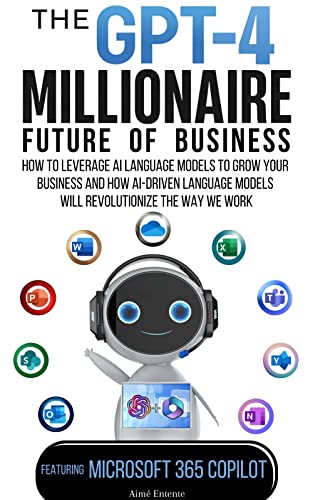 THE GPT-4
MILLIONAIRE
FUTURE OF BUSINESS
HOW TO LEVERAGE AI LANGUAGE MODELS TO GROW YOUR
BUSINESS AND HOW AI-DRIVEN LANGUAGE MODELS
WILL REVOLUTIONIZE THE WAY WE WORK
W
X
P
T
S
Y
O
N
+
FEATURING MICROSOFT 365 COPILOT
Aimé Entente